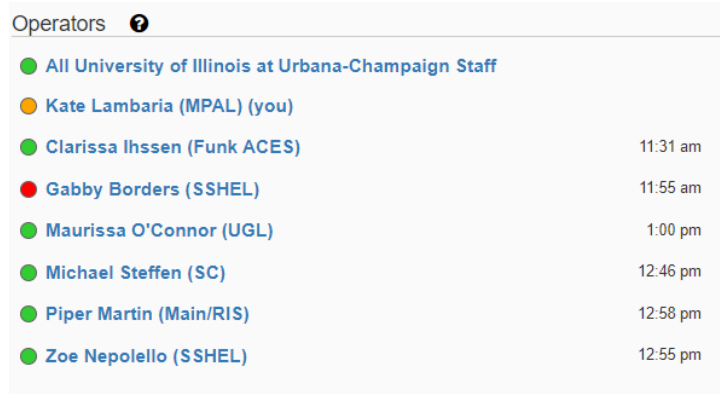 Operators ?
All University of Illinois at Urbana-Champaign Staff
Kate Lambaria (MPAL) (you)
Clarissa Ihssen (Funk ACES) 11:31 am
Gabby Borders (SSHEL) 11:55 am
Maurissa O'Connor (UGL) 1:00 pm
Michael Steffen (SC) 12:46 pm
Piper Martin (Main/RIS) 12:58 pm
Zoe Nepolello (SSHEL) 12:55 pm